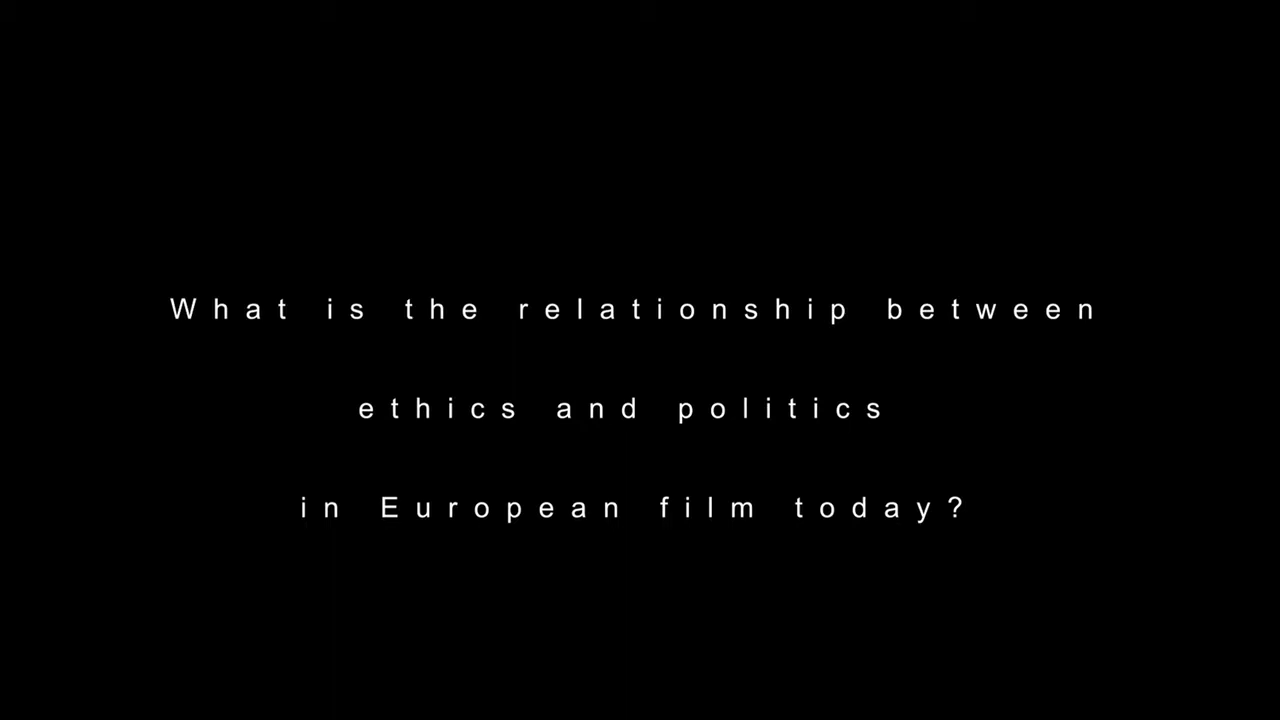 What is the relationship between
ethics and politics
in European film today?